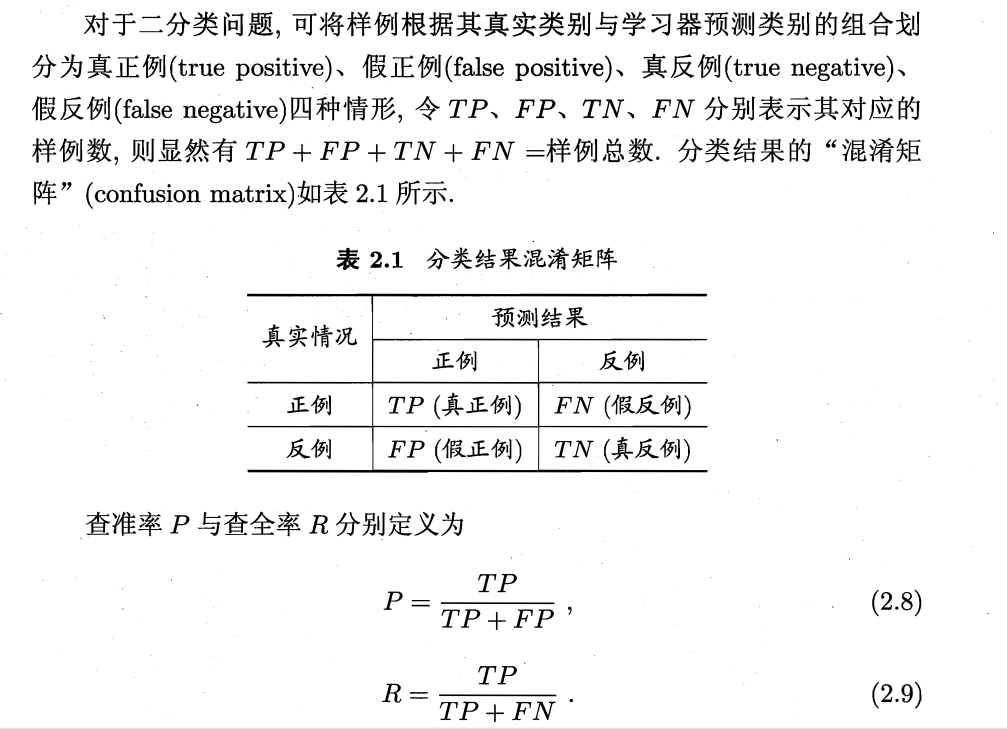 对于二分类问题, 可将样例根据其真实类别与学习器预测类别的组合划
分为真正例(true positive)、假正例(false positive)、真反例(true negative)、
假反例(false negative)四种情形, 令 TP、FP、TN、FN 分别表示其对应的
样例数, 则显然有 TP + FP + TN + FN =样例总数. 分类结果的“混淆矩
阵”(confusion matrix)如表 2.1 所示.
表 2.1 分类结果混淆矩阵
真实情况 预测结果
正例 反例
正例 TP (真正例) FN (假反例)
反例 FP (假正例) TN (真反例)
查准率 P 与查全率 R 分别定义为
P = TP / (TP + FP) , (2.8)
R = TP / (TP + FN) . (2.9)